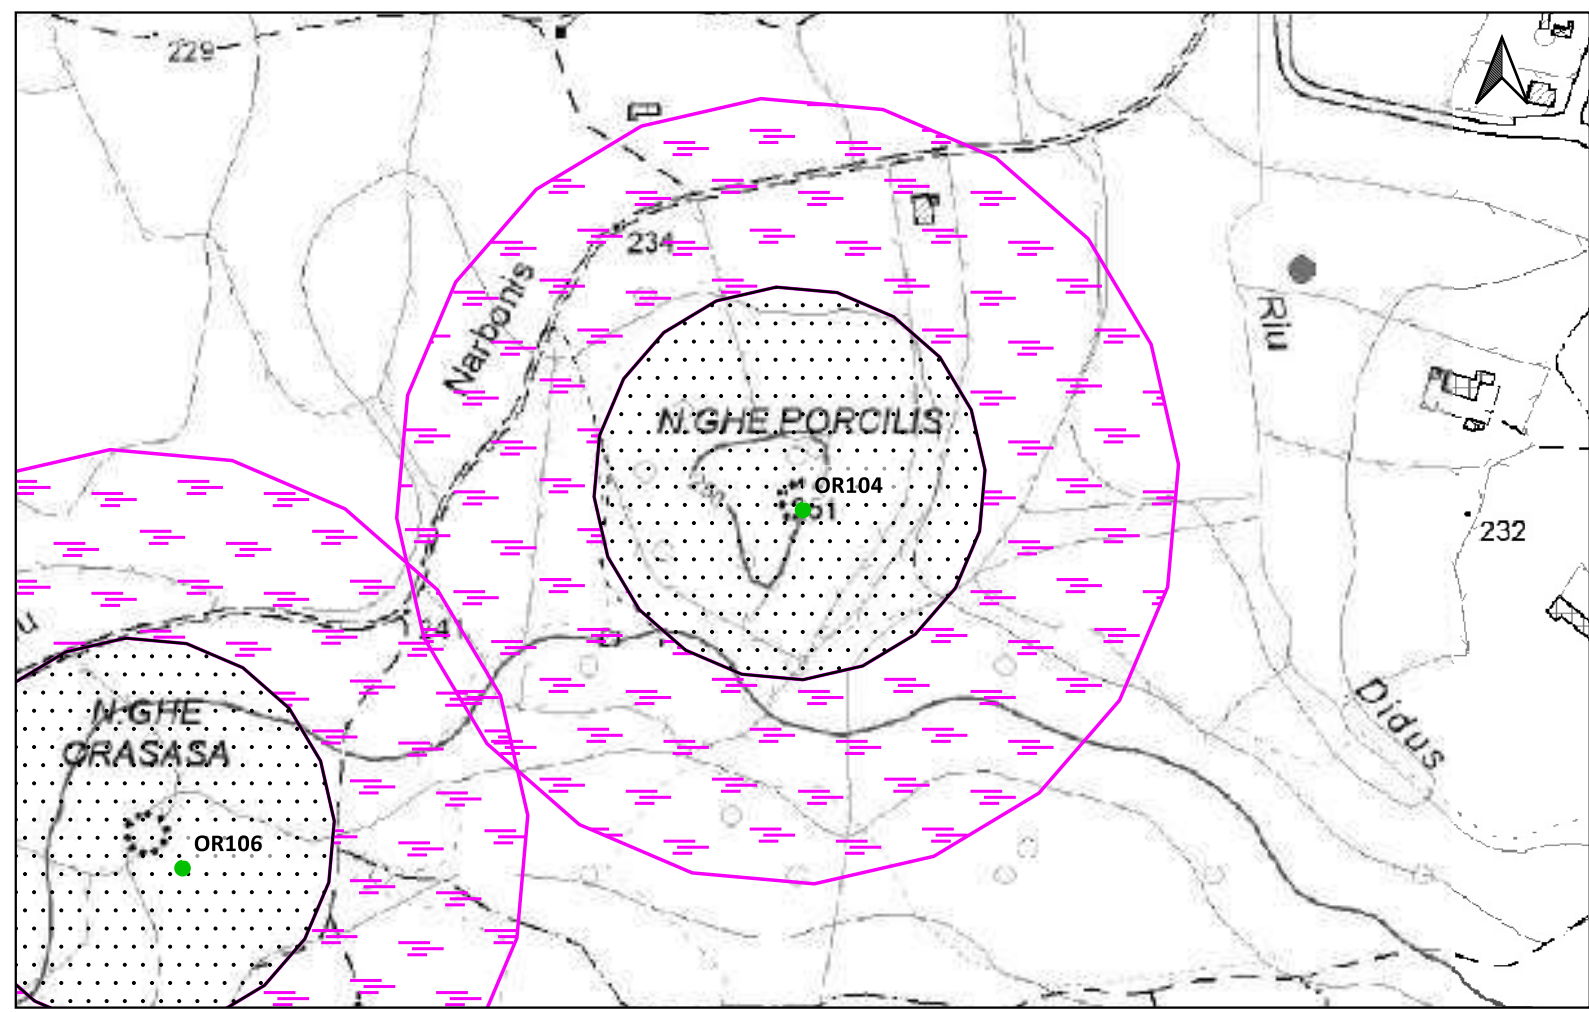 229
234
Narbonis
Riu
N.GHE PORCILIS
OR104
232
Didus
N.GHE
CRASASA
OR106